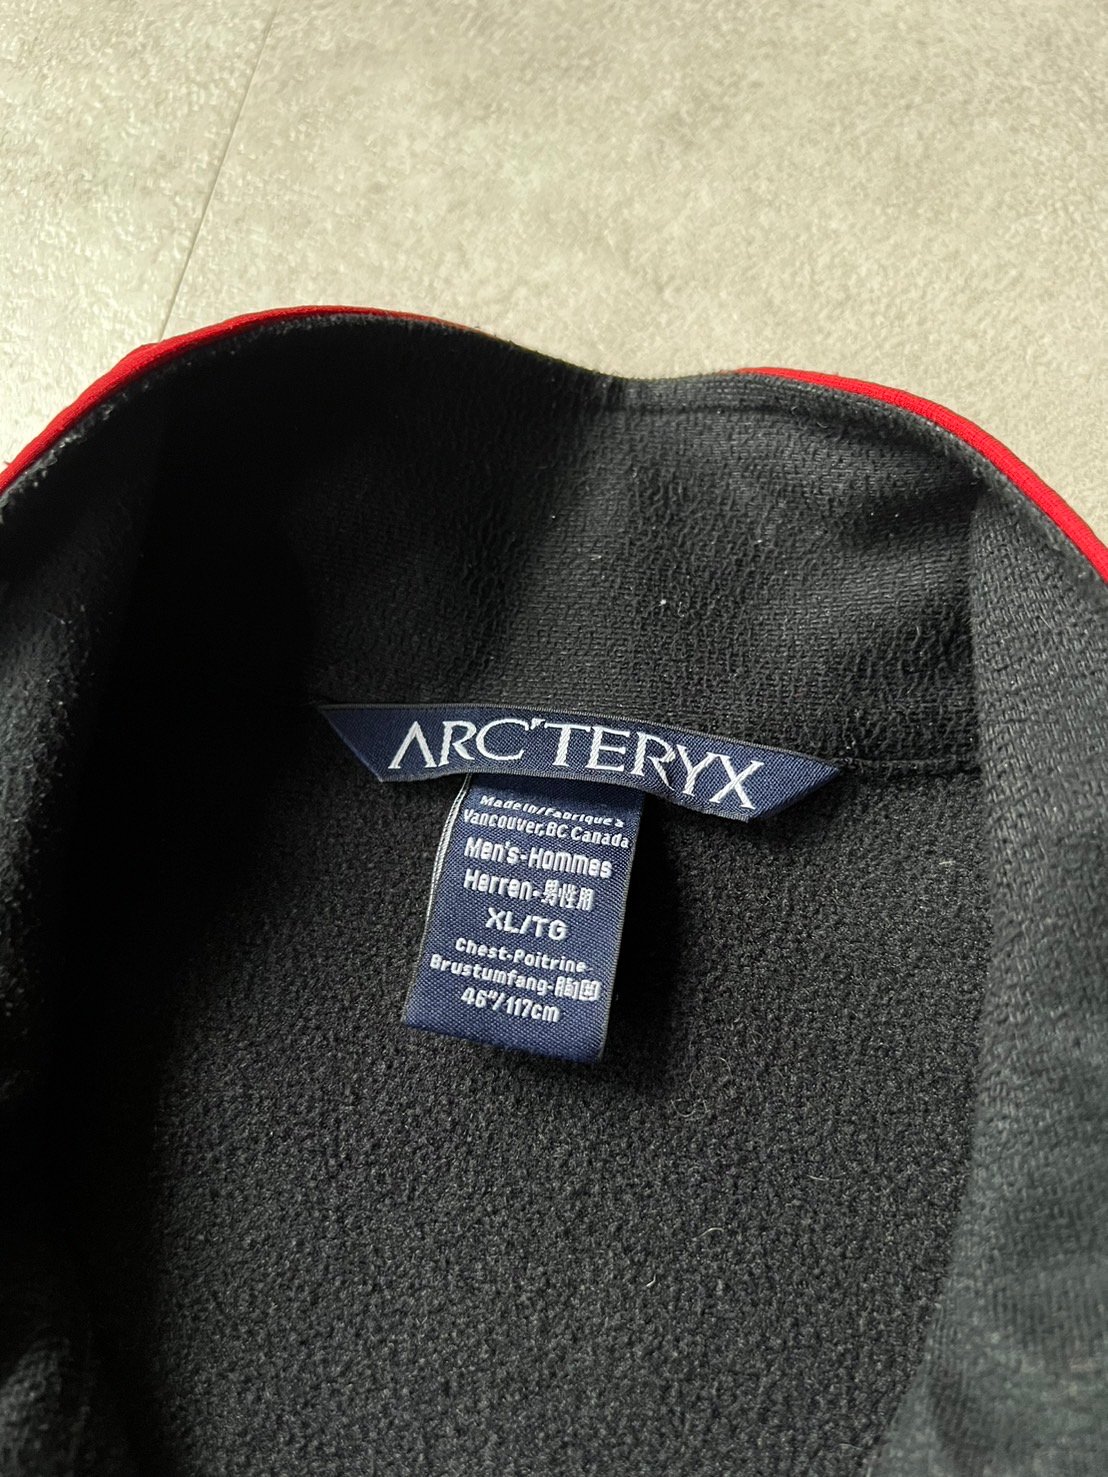 ARC'TERYX
Made in/Fabriqué à
Vancouver, BC Canada
Men's-Hommes
Herren-男性用
XL/TG
Chest-Poitrine
Brustumfang-胸囲
46"/117cm